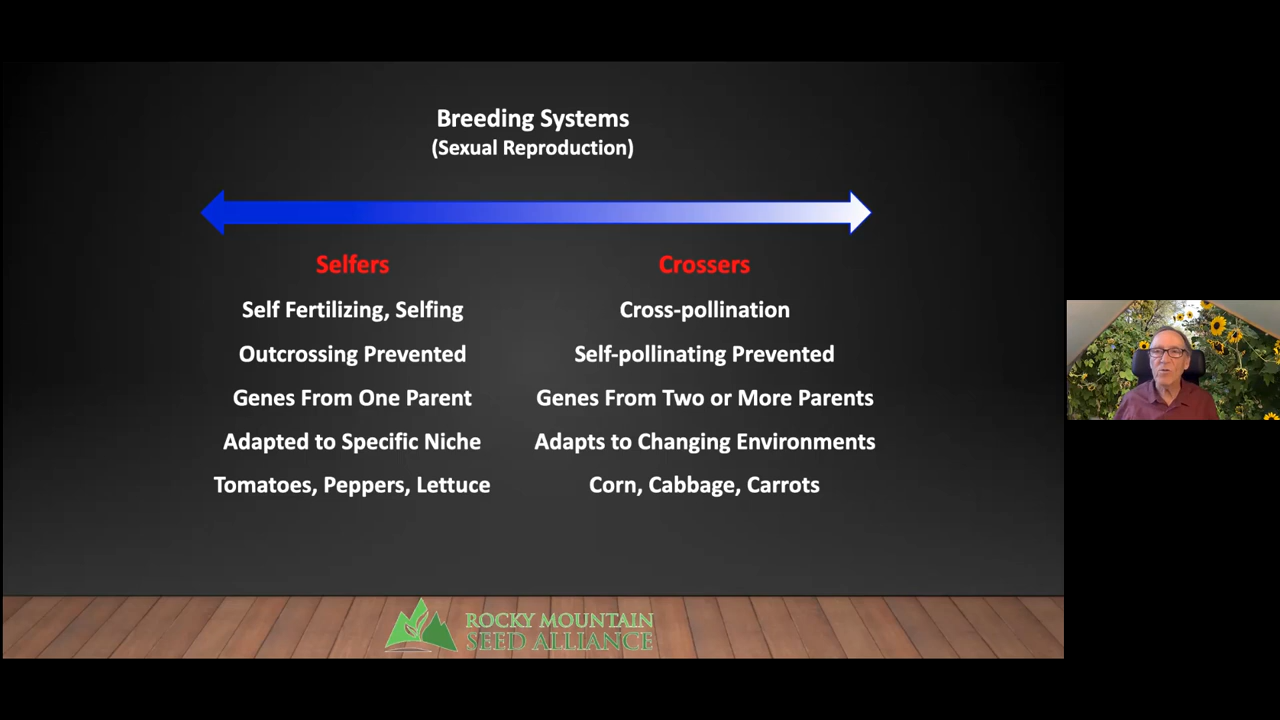 Breeding Systems
(Sexual Reproduction)
Selfers
Self Fertilizing, Selfing
Outcrossing Prevented
Genes From One Parent
Adapted to Specific Niche
Tomatoes, Peppers, Lettuce
Crossers
Cross-pollination
Self-pollinating Prevented
Genes From Two or More Parents
Adapts to Changing Environments
Corn, Cabbage, Carrots
ROCKY MOUNTAIN
SEED ALLIANCE